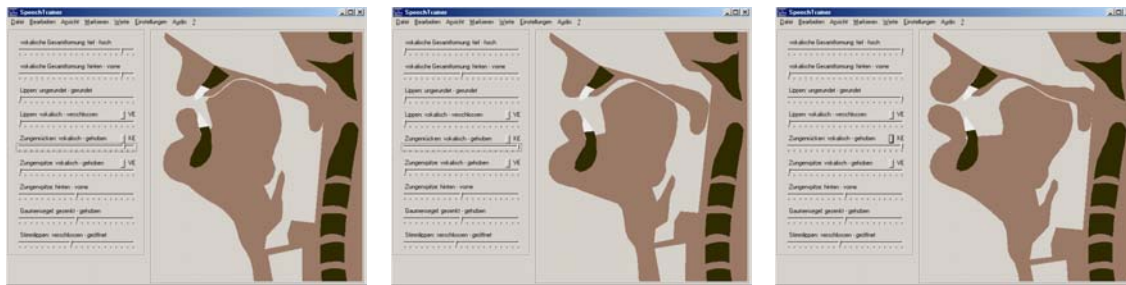 SpeechTrainer
Datei Bearbeiten Ansicht Markieren Werte Einstellungen Audio ?
vokalische Gesamtformung: tief - hoch
vokalische Gesamtformung: hinten - vorne
Lippen: ungerundet - gerundet
Lippen: vokalisch - verschlossen
Zungenrücken: vokalisch - gehoben
Zungenspitze: vokalisch - gehoben
Zungenspitze: hinten - vorne
Gaumensegel: gesenkt - gehoben
Stimmlippen: verschlossen - geöffnet
SpeechTrainer
Datei Bearbeiten Ansicht Markieren Werte Einstellungen Audio ?
vokalische Gesamtformung: tief - hoch
vokalische Gesamtformung: hinten - vorne
Lippen: ungerundet - gerundet
Lippen: vokalisch - verschlossen
Zungenrücken: vokalisch - gehoben
Zungenspitze: vokalisch - gehoben
Zungenspitze: hinten - vorne
Gaumensegel: gesenkt - gehoben
Stimmlippen: verschlossen - geöffnet
SpeechTrainer
Datei Bearbeiten Ansicht Markieren Werte Einstellungen Audio ?
vokalische Gesamtformung: tief - hoch
vokalische Gesamtformung: hinten - vorne
Lippen: ungerundet - gerundet
Lippen: vokalisch - verschlossen
Zungenrücken: vokalisch - gehoben
Zungenspitze: vokalisch - gehoben
Zungenspitze: hinten - vorne
Gaumensegel: gesenkt - gehoben
Stimmlippen: verschlossen - geöffnet